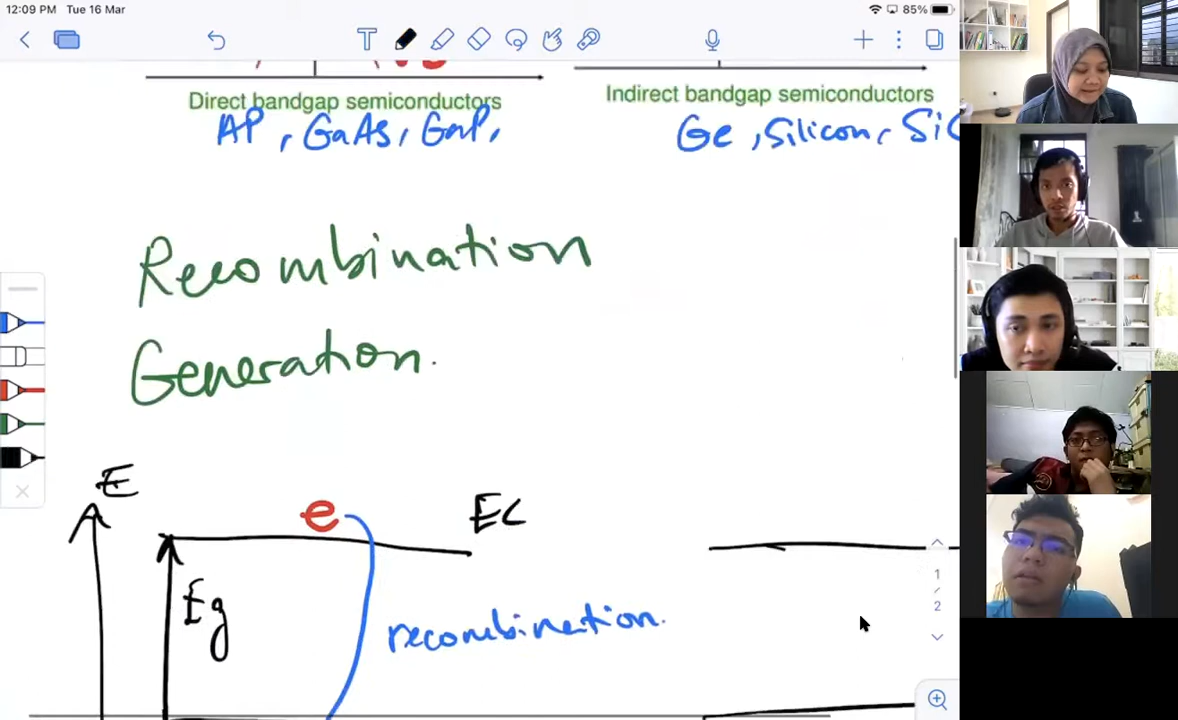 12:09 PM Tue 16 Mar
85%
Direct bandgap semiconductors
Indirect bandgap semiconductors
AP, GaAs, GaP,
Ge, Silicon, SiC
Recombination
Generation.
E
e
EC
Eg
recombination.
1
/
2